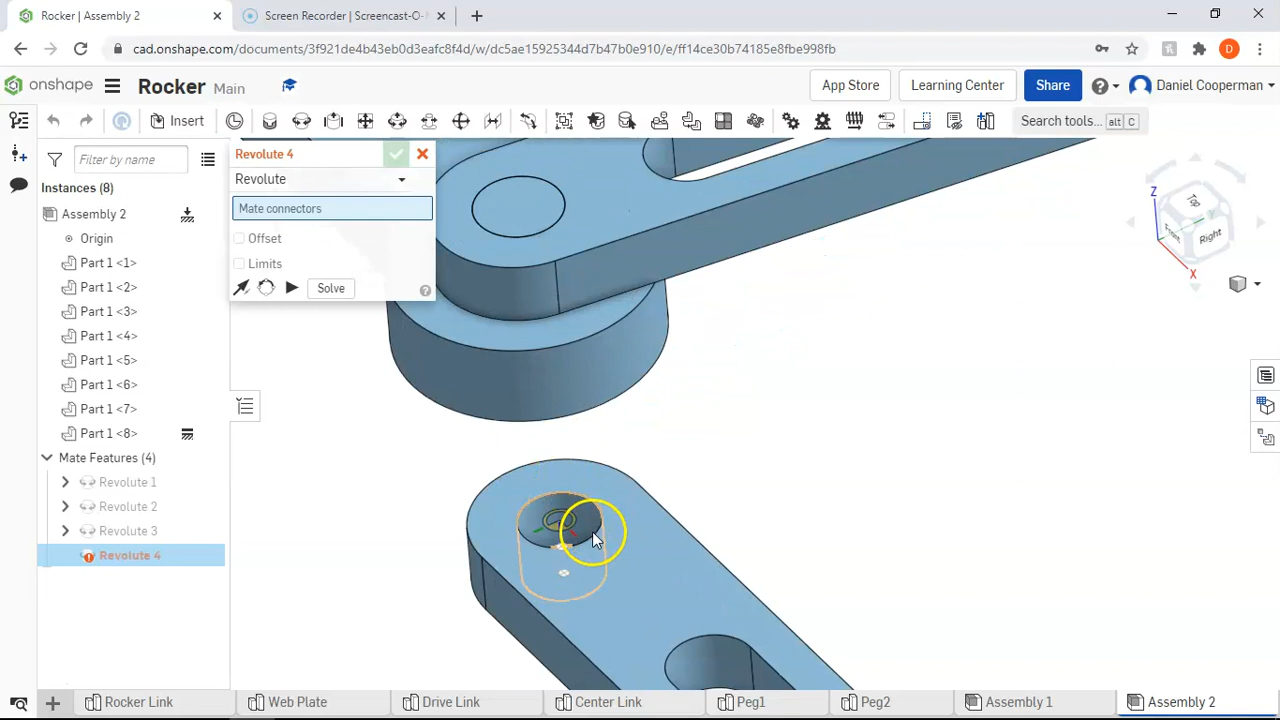 Rocker | Assembly 2
Screen Recorder | Screencast-O-
cad.onshape.com/documents/3f921de4b43eb0d3eafc8f4d/w/dc5ae15925344d7b47b0e910/e/ff14ce30b74185e8fbe998fb
D
onshape
Rocker Main
App Store
Learning Center
Share
Daniel Cooperman
Insert
Search tools... alt C
Filter by name
Instances (8)
Assembly 2
Origin
Part 1 <1>
Part 1 <2>
Part 1 <3>
Part 1 <4>
Part 1 <5>
Part 1 <6>
Part 1 <7>
Part 1 <8>
Mate Features (4)
Revolute 1
Revolute 2
Revolute 3
Revolute 4
Revolute 4
Revolute
Mate connectors
Offset
Limits
Solve
Z
Y
Top
Front
Right
X
Rocker Link
Web Plate
Drive Link
Center Link
Peg1
Peg2
Assembly 1
Assembly 2